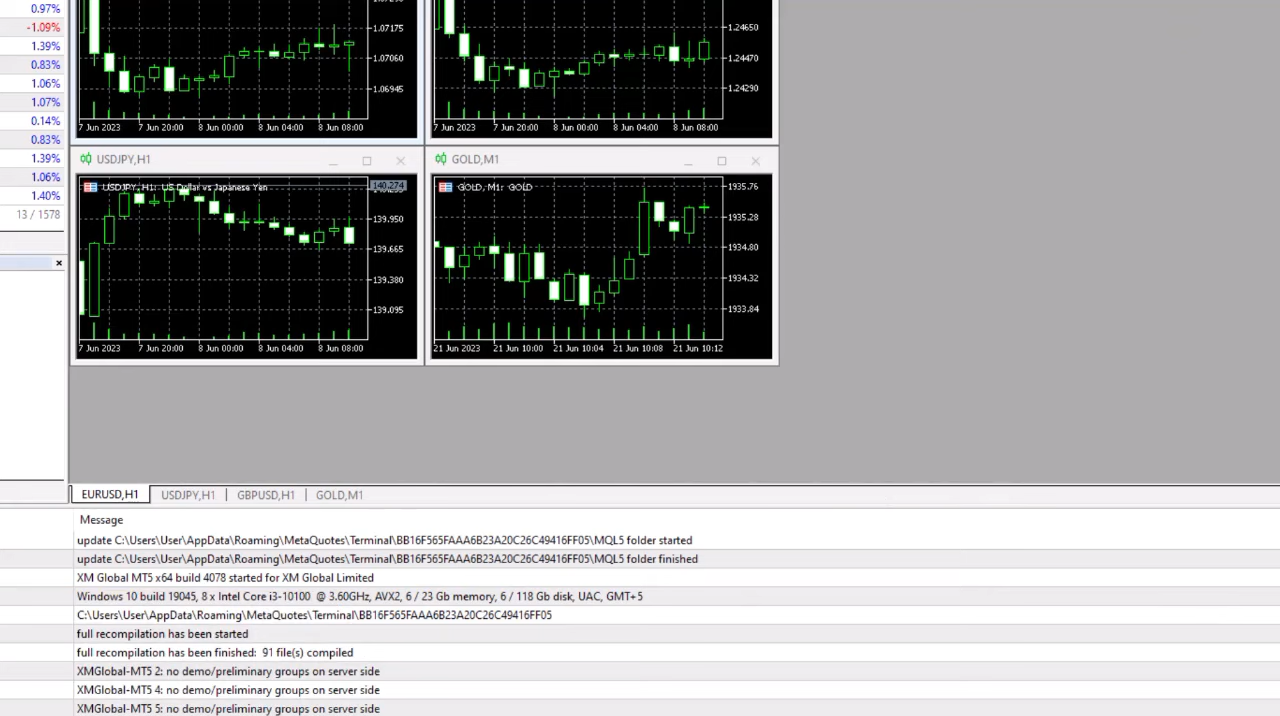 0.97%
-1.09%
1.39%
0.83%
1.06%
1.07%
0.14%
0.83%
1.39%
1.06%
1.40%
13 / 1578
1.07175
1.07060
1.06945
7 Jun 2023 7 Jun 20:00 8 Jun 00:00 8 Jun 04:00 8 Jun 08:00
1.24650
1.24470
1.24290
7 Jun 2023 7 Jun 20:00 8 Jun 00:00 8 Jun 04:00 8 Jun 08:00
USDJPY,H1
USDJPY, H1: US Dollar vs Japanese Yen
140.274
139.950
139.665
139.380
139.095
7 Jun 2023 7 Jun 20:00 8 Jun 00:00 8 Jun 04:00 8 Jun 08:00
GOLD,M1
GOLD, M1: GOLD
1935.76
1935.28
1934.80
1934.32
1933.84
21 Jun 2023 21 Jun 10:00 21 Jun 10:04 21 Jun 10:08 21 Jun 10:12
EURUSD,H1 USDJPY,H1 GBPUSD,H1 GOLD,M1
Message
update C:\Users\User\AppData\Roaming\MetaQuotes\Terminal\BB16F565FAAA6B23A20C26C49416FF05\MQL5 folder started
update C:\Users\User\AppData\Roaming\MetaQuotes\Terminal\BB16F565FAAA6B23A20C26C49416FF05\MQL5 folder finished
XM Global MT5 x64 build 4078 started for XM Global Limited
Windows 10 build 19045, 8 x Intel Core i3-10100 @ 3.60GHz, AVX2, 6 / 23 Gb memory, 6 / 118 Gb disk, UAC, GMT+5
C:\Users\User\AppData\Roaming\MetaQuotes\Terminal\BB16F565FAAA6B23A20C26C49416FF05
full recompilation has been started
full recompilation has been finished: 91 file(s) compiled
XMGlobal-MT5 2: no demo/preliminary groups on server side
XMGlobal-MT5 4: no demo/preliminary groups on server side
XMGlobal-MT5 5: no demo/preliminary groups on server side